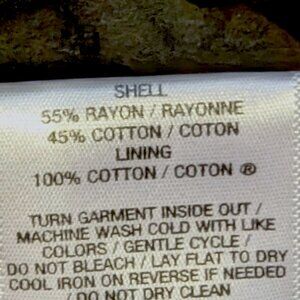 SHELL
55% RAYON / RAYONNE
45% COTTON / COTON
LINING
100% COTTON / COTON ®
TURN GARMENT INSIDE OUT /
MACHINE WASH COLD WITH LIKE
COLORS / GENTLE CYCLE /
DO NOT BLEACH / LAY FLAT TO DRY
COOL IRON ON REVERSE IF NEEDED
/ DO NOT DRY CLEAN